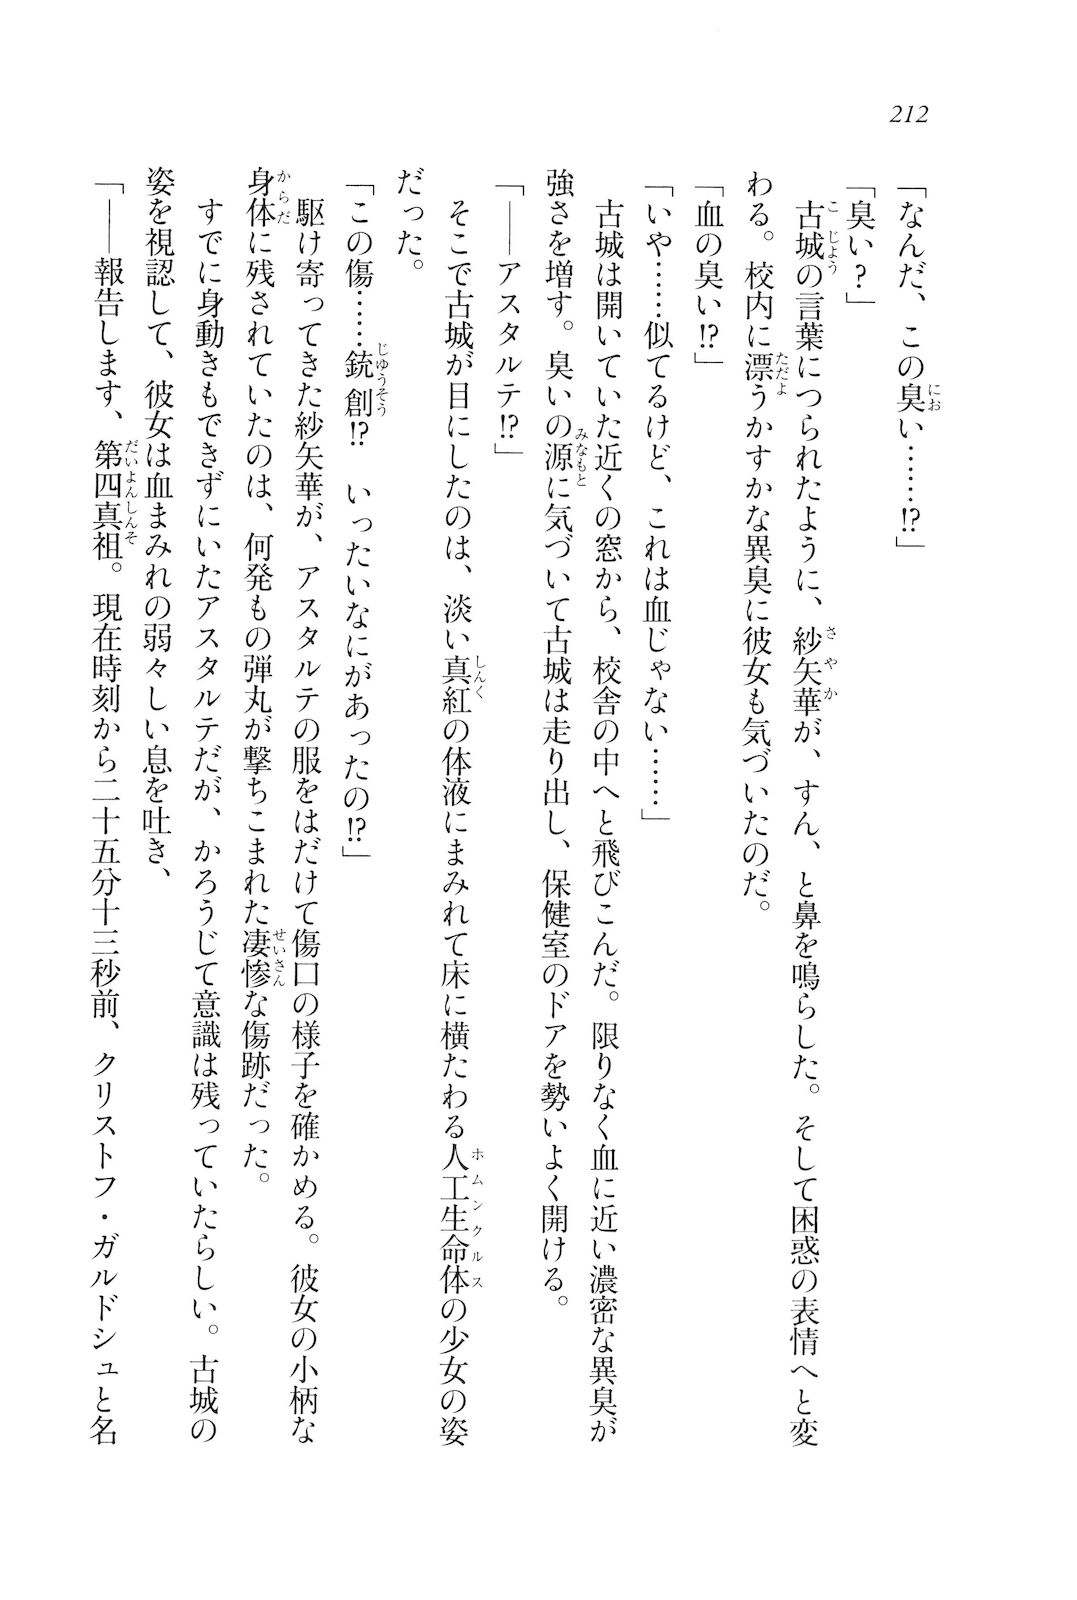 212
「なんだ、この臭い……!?」
「臭い？」
　古城の言葉につられたように、紗矢華が、すん、と鼻を鳴らした。そして困惑の表情へと変
わる。校内に漂うかすかな異臭に彼女も気づいたのだ。
「血の臭い!?」
「いや……似てるけど、これは血じゃない……」
　古城は開いていた近くの窓から、校舎の中へと飛びこんだ。限りなく血に近い濃密な異臭が
強さを増す。臭いの源に気づいて古城は走り出し、保健室のドアを勢いよく開ける。
「――アスタルテ!?」
　そこで古城が目にしたのは、淡い真紅の体液にまみれて床に横たわる人工生命体の少女の姿
だった。
「この傷……銃創!?　いったいなにがあったの!?」
　駆け寄ってきた紗矢華が、アスタルテの服をはだけて傷口の様子を確かめる。彼女の小柄な
身体に残されていたのは、何発もの弾丸が撃ちこまれた凄惨な傷跡だった。
　すでに身動きもできずにいたアスタルテだが、かろうじて意識は残っていたらしい。古城の
姿を視認して、彼女は血まみれの弱々しい息を吐き、
「――報告します、第四真祖。現在時刻から二十五分十三秒前、クリストフ・ガルドシュと名